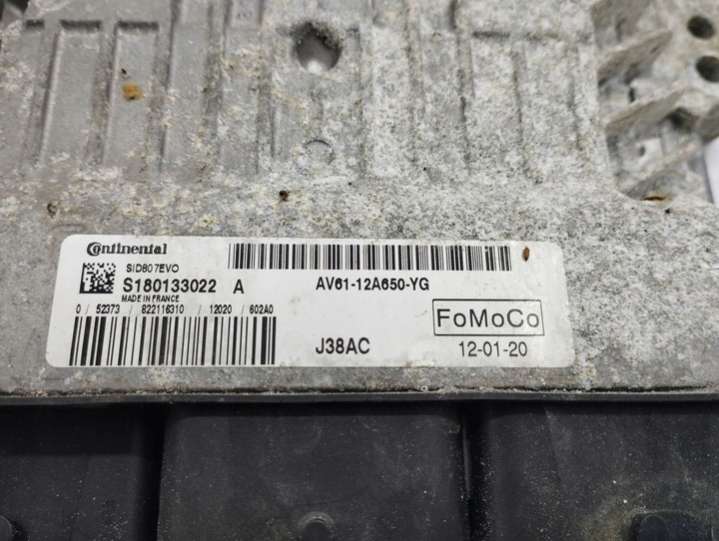 Continental
SID807EVO
S180133022 A
MADE IN FRANCE
0 / 52373 / 822116310 / 12020 / 602A0
AV61-12A650-YG
FoMoCo
J38AC
12-01-20